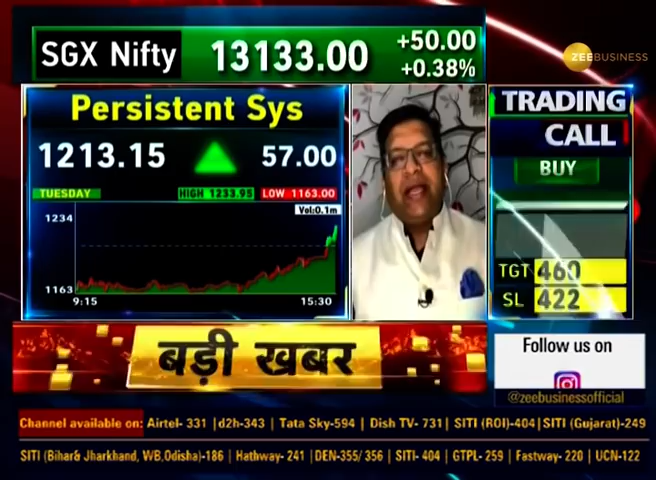 SGX Nifty 13133.00 +50.00
+0.38%
ZEEBUSINESS
Persistent Sys
1213.15 57.00
TUESDAY HIGH 1233.95 LOW 1163.00
Vol:0.1m
1234
1163
9:15 15:30
TRADING
CALL
BUY
TGT 460
SL 422
बड़ी खबर
Follow us on
@zeebusinessofficial
Channel available on: Airtel- 331 | d2h-343 | Tata Sky-594 | Dish TV- 731 | SITI (ROI)-404 | SITI (Gujarat)-249
SITI (Bihar& Jharkhand, WB,Odisha)-186 | Hathway- 241 | DEN-355/ 356 | SITI- 404 | GTPL- 259 | Fastway- 220 | UCN-122